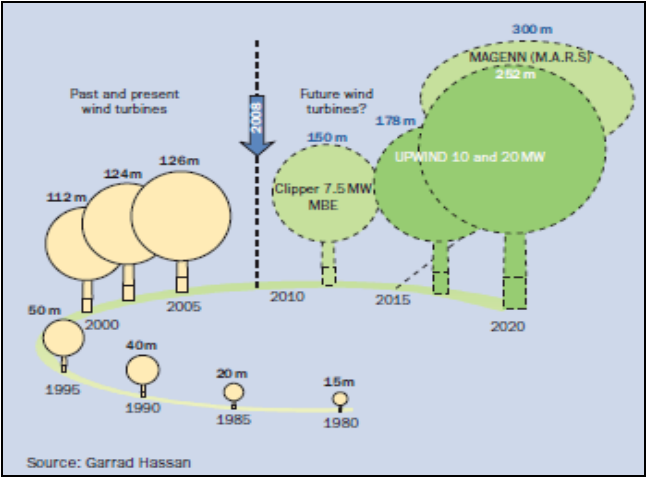 300 m
MAGENN (M.A.R.S)
252 m
Past and present
wind turbines
2008
Future wind
turbines?
178 m
150 m
UPWIND 10 and 20 MW
126m
124m
112 m
Clipper 7.5 MW
MBE
2010
2015
2005
2000
2020
50 m
40m
20 m
15m
1995
1990
1985
1980
Source: Garrad Hassan